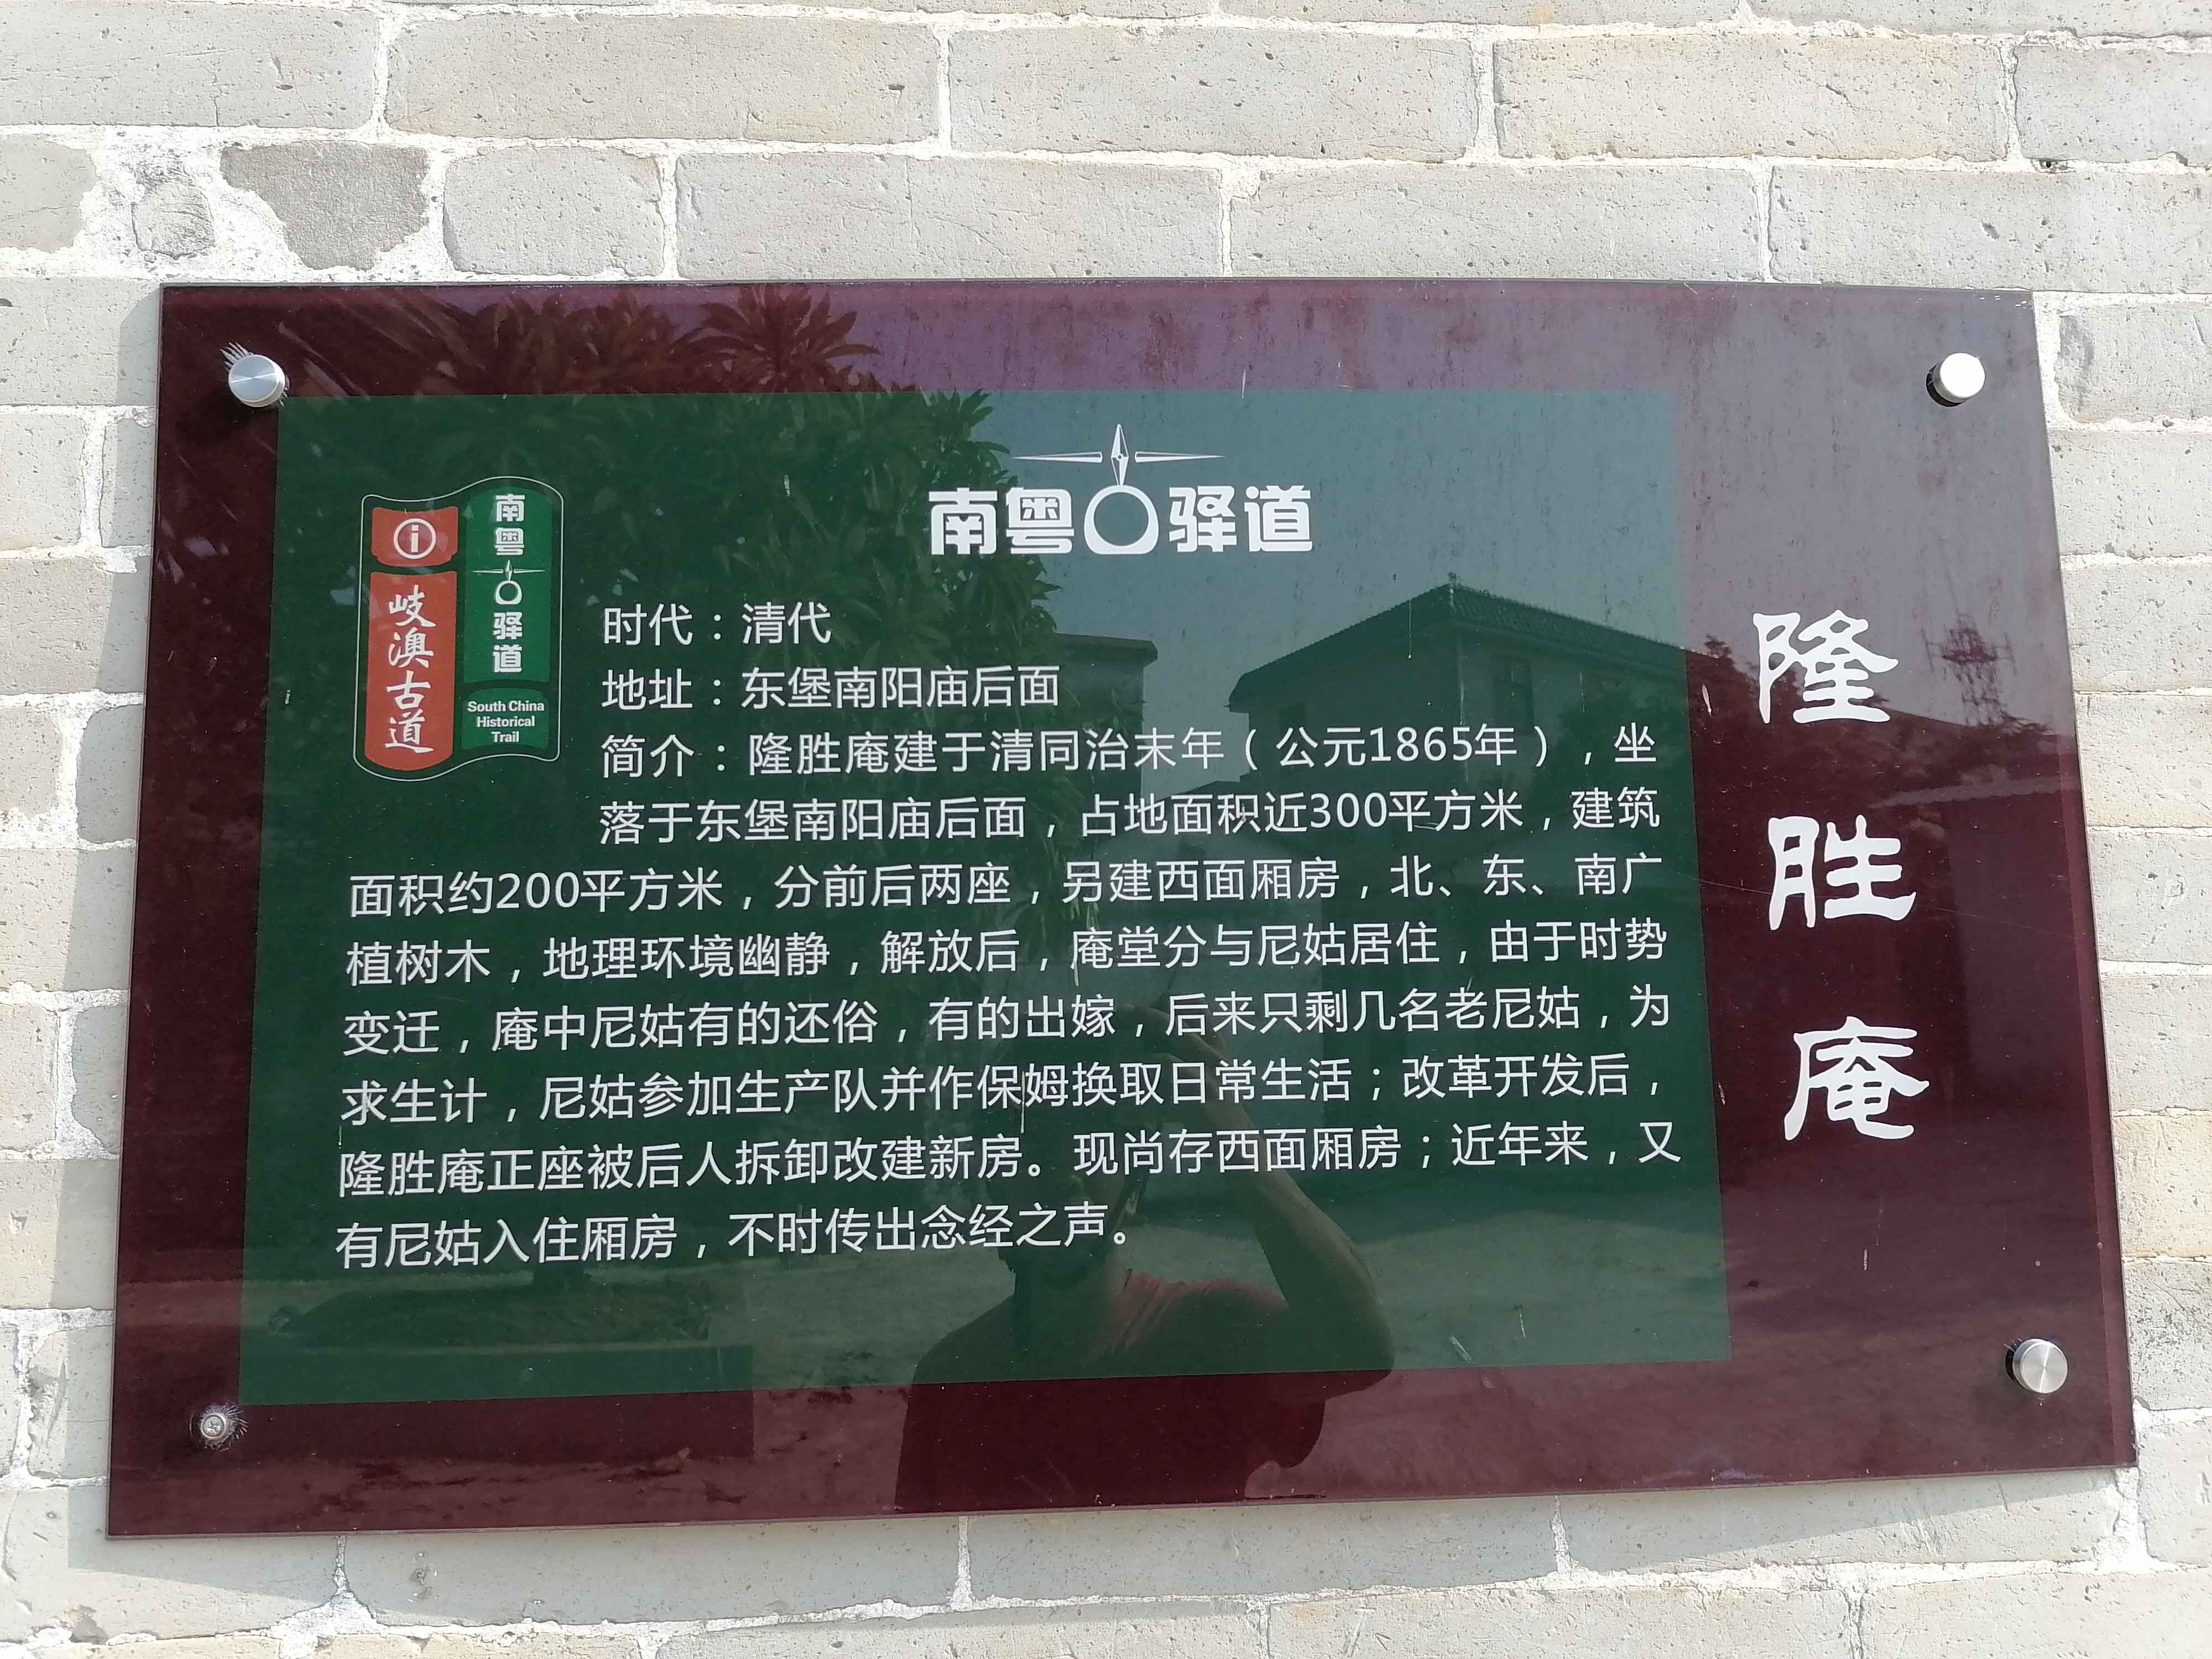 南粤古驿道
岐澳古道
South China
Historical
Trail
南粤古驿道
时代：清代
地址：东堡南阳庙后面
简介：隆胜庵建于清同治末年（公元1865年），坐
落于东堡南阳庙后面，占地面积近300平方米，建筑
面积约200平方米，分前后两座，另建西面厢房，北、东、南广
植树木，地理环境幽静，解放后，庵堂分与尼姑居住，由于时势
变迁，庵中尼姑有的还俗，有的出嫁，后来只剩几名老尼姑，为
求生计，尼姑参加生产队并作保姆换取日常生活；改革开发后，
隆胜庵正座被后人拆卸改建新房。现尚存西面厢房；近年来，又
有尼姑入住厢房，不时传出念经之声。
隆胜庵